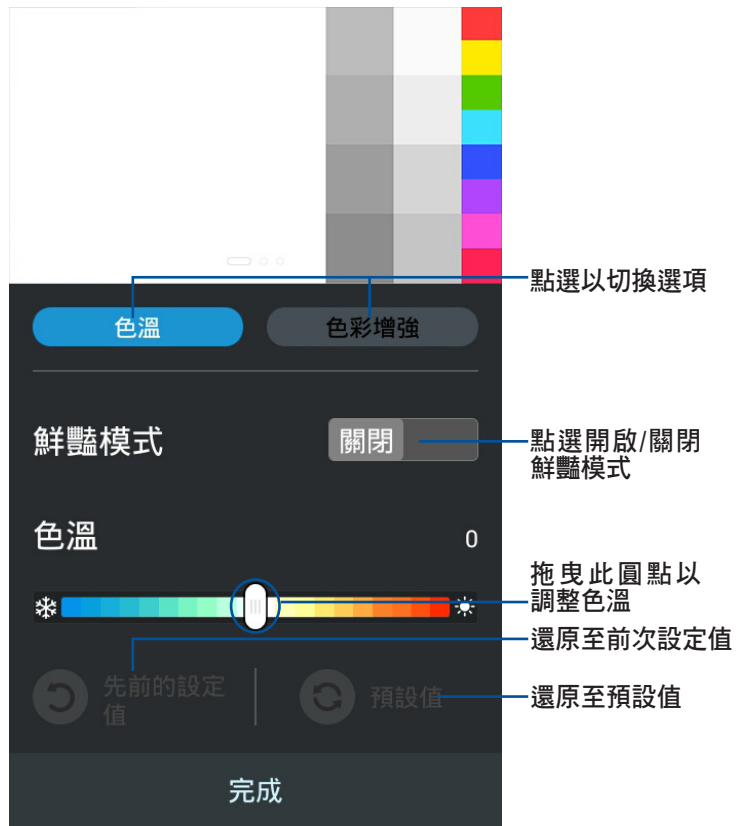 點選以切換選項
色溫
色彩增強
鮮豔模式
關閉
點選開啟/關閉
鮮豔模式
色溫
0
拖曳此圓點以
調整色溫
還原至前次設定值
先前的設定
值
預設值
還原至預設值
完成